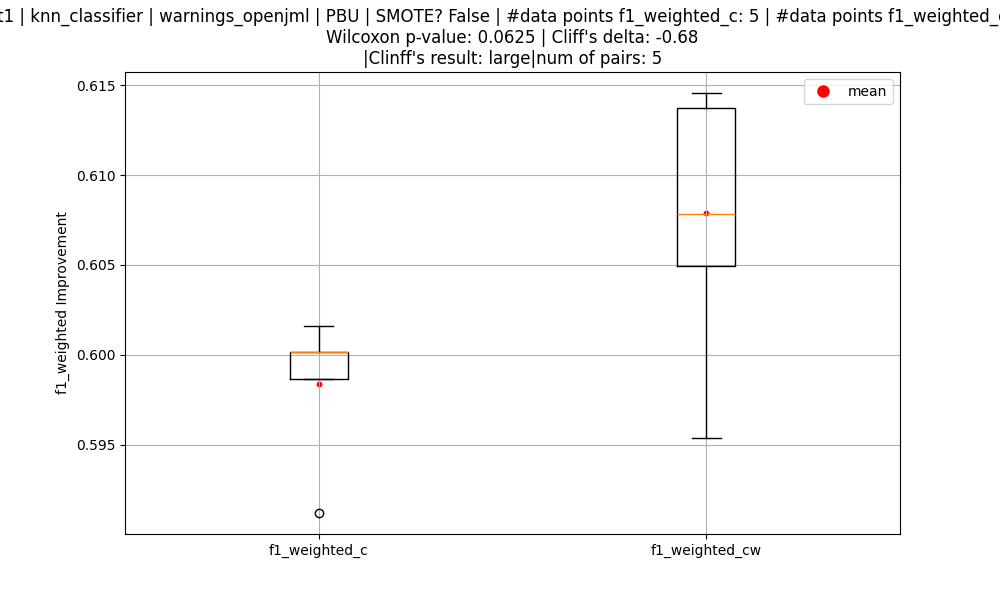 | knn_classifier | warnings_openjml | PBU | SMOTE? False | #data points f1_weighted_c: 5 | #data points
Wilcoxon p-value: 0.0625 | Cliff's delta: -0.68
|Clinff's result: large|num of pairs: 5
mean
0.615
0.610
0.605
0.600
0.595
f1_weighted Improvement
f1_weighted_c
f1_weighted_cw